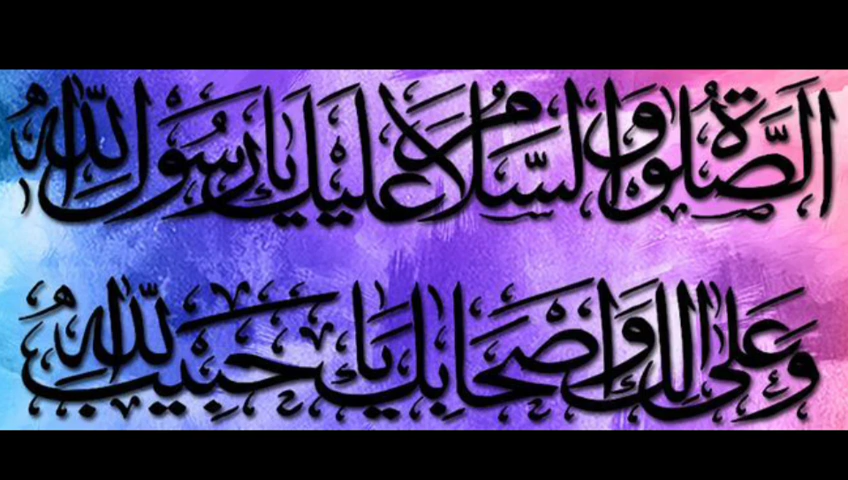 الصلوة والسلام عليك يا رسول الله
وعلى الك واصحابك يا حبيب الله